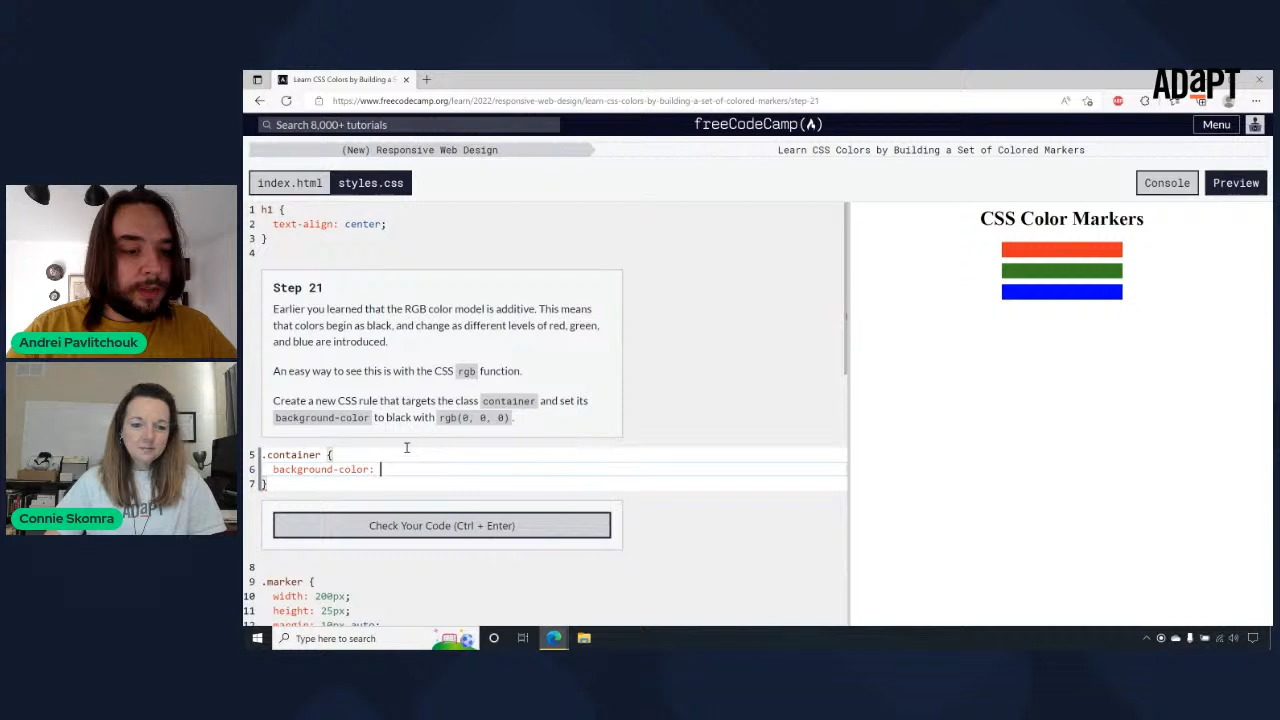 ADaPT
Learn CSS Colors by Building a S
https://www.freecodecamp.org/learn/2022/responsive-web-design/learn-css-colors-by-building-a-set-of-colored-markers/step-21
Search 8,000+ tutorials
freeCodeCamp
Menu
(New) Responsive Web Design
Learn CSS Colors by Building a Set of Colored Markers
index.html
styles.css
Console
Preview
1 h1 {
2 text-align: center;
3 }
4
Step 21
Earlier you learned that the RGB color model is additive. This means
that colors begin as black, and change as different levels of red, green,
and blue are introduced.
An easy way to see this is with the CSS rgb function.
Create a new CSS rule that targets the class container and set its
background-color to black with rgb(0, 0, 0).
5 .container {
6 background-color:
7 }
Check Your Code (Ctrl + Enter)
8
9 .marker {
10 width: 200px;
11 height: 25px;
12 margin: 10px auto;
CSS Color Markers
Andrei Pavlitchouk
Connie Skomra
Type here to search